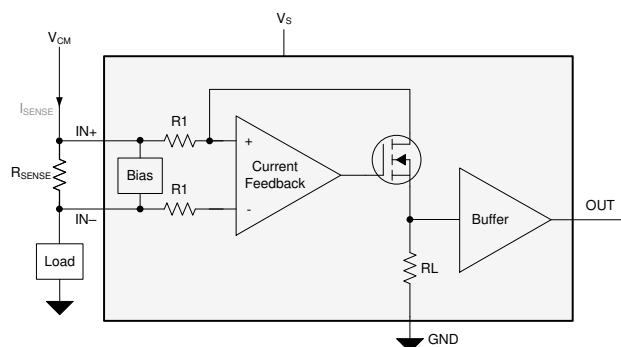 VS
VCM
ISENSE
IN+
R1
+
RSENSE
Bias
Current
Feedback
R1
-
IN–
Buffer
OUT
Load
RL
GND